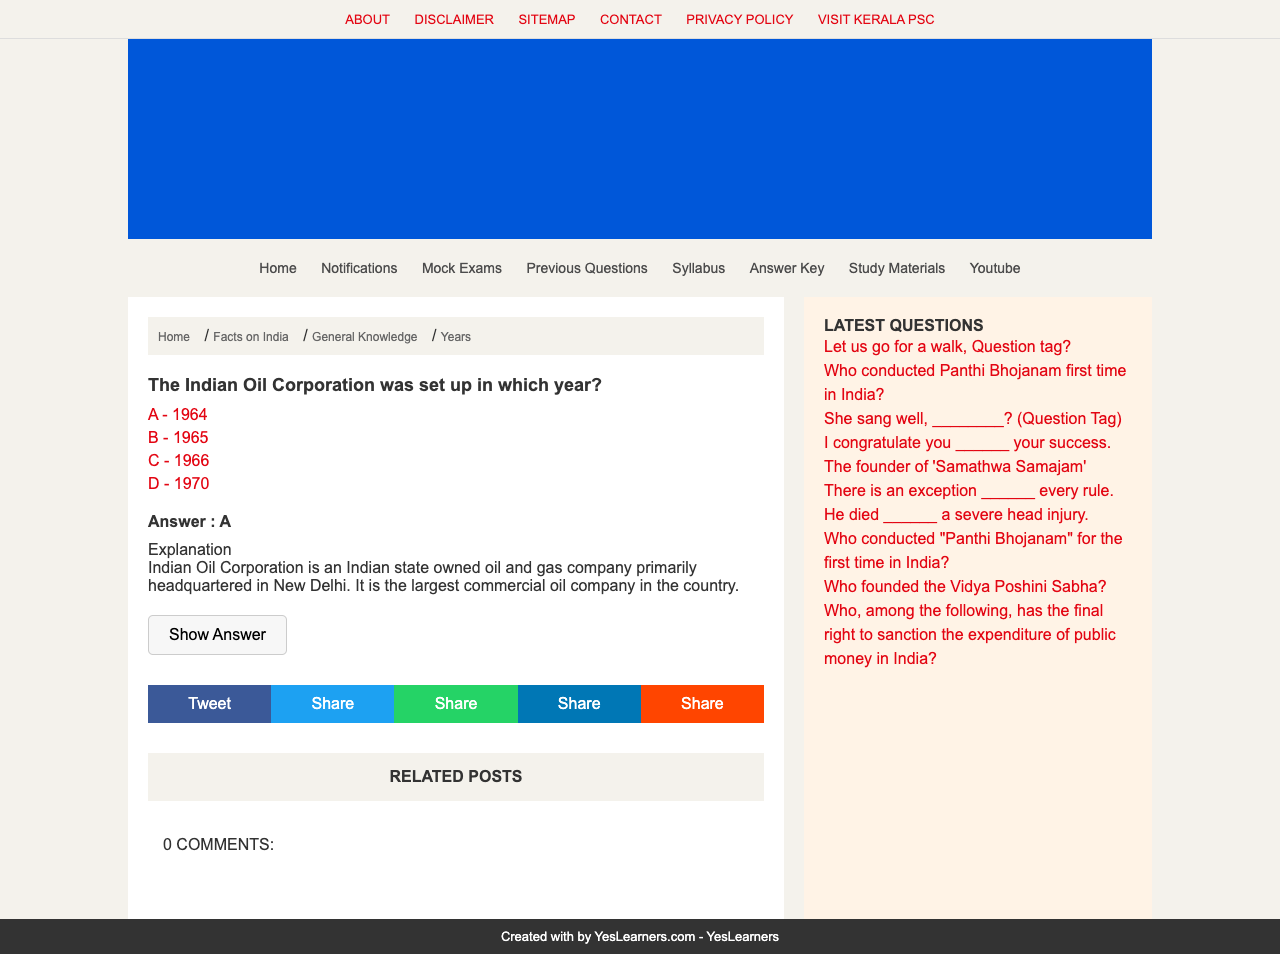 ABOUT DISCLAIMER SITEMAP CONTACT PRIVACY POLICY VISIT KERALA PSC
Home Notifications Mock Exams Previous Questions Syllabus Answer Key Study Materials Youtube
Home / Facts on India / General Knowledge / Years
The Indian Oil Corporation was set up in which year?
A - 1964
B - 1965
C - 1966
D - 1970
Answer : A
Explanation
Indian Oil Corporation is an Indian state owned oil and gas company primarily
headquartered in New Delhi. It is the largest commercial oil company in the country.
Show Answer
Tweet Share Share Share Share
RELATED POSTS
0 COMMENTS:
LATEST QUESTIONS
Let us go for a walk, Question tag?
Who conducted Panthi Bhojanam first time
in India?
She sang well, ________? (Question Tag)
I congratulate you ______ your success.
The founder of 'Samathwa Samajam'
There is an exception ______ every rule.
He died ______ a severe head injury.
Who conducted "Panthi Bhojanam" for the
first time in India?
Who founded the Vidya Poshini Sabha?
Who, among the following, has the final
right to sanction the expenditure of public
money in India?
Created with by YesLearners.com - YesLearners